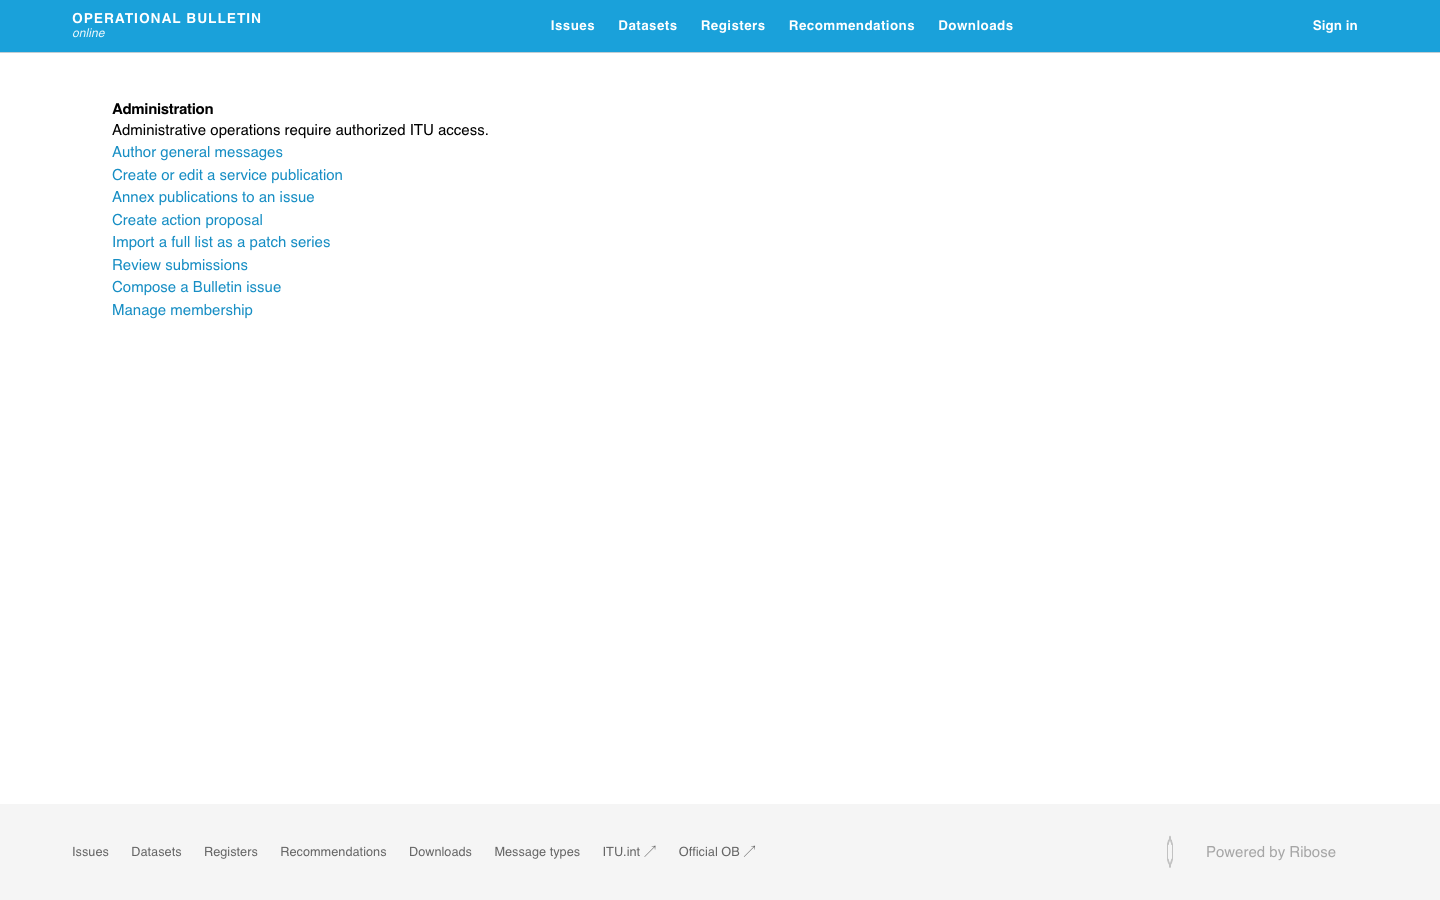 OPERATIONAL BULLETIN
online
Issues Datasets Registers Recommendations Downloads
Sign in
Administration
Administrative operations require authorized ITU access.
Author general messages
Create or edit a service publication
Annex publications to an issue
Create action proposal
Import a full list as a patch series
Review submissions
Compose a Bulletin issue
Manage membership
Issues Datasets Registers Recommendations Downloads Message types ITU.int ↗ Official OB ↗
Powered by Ribose